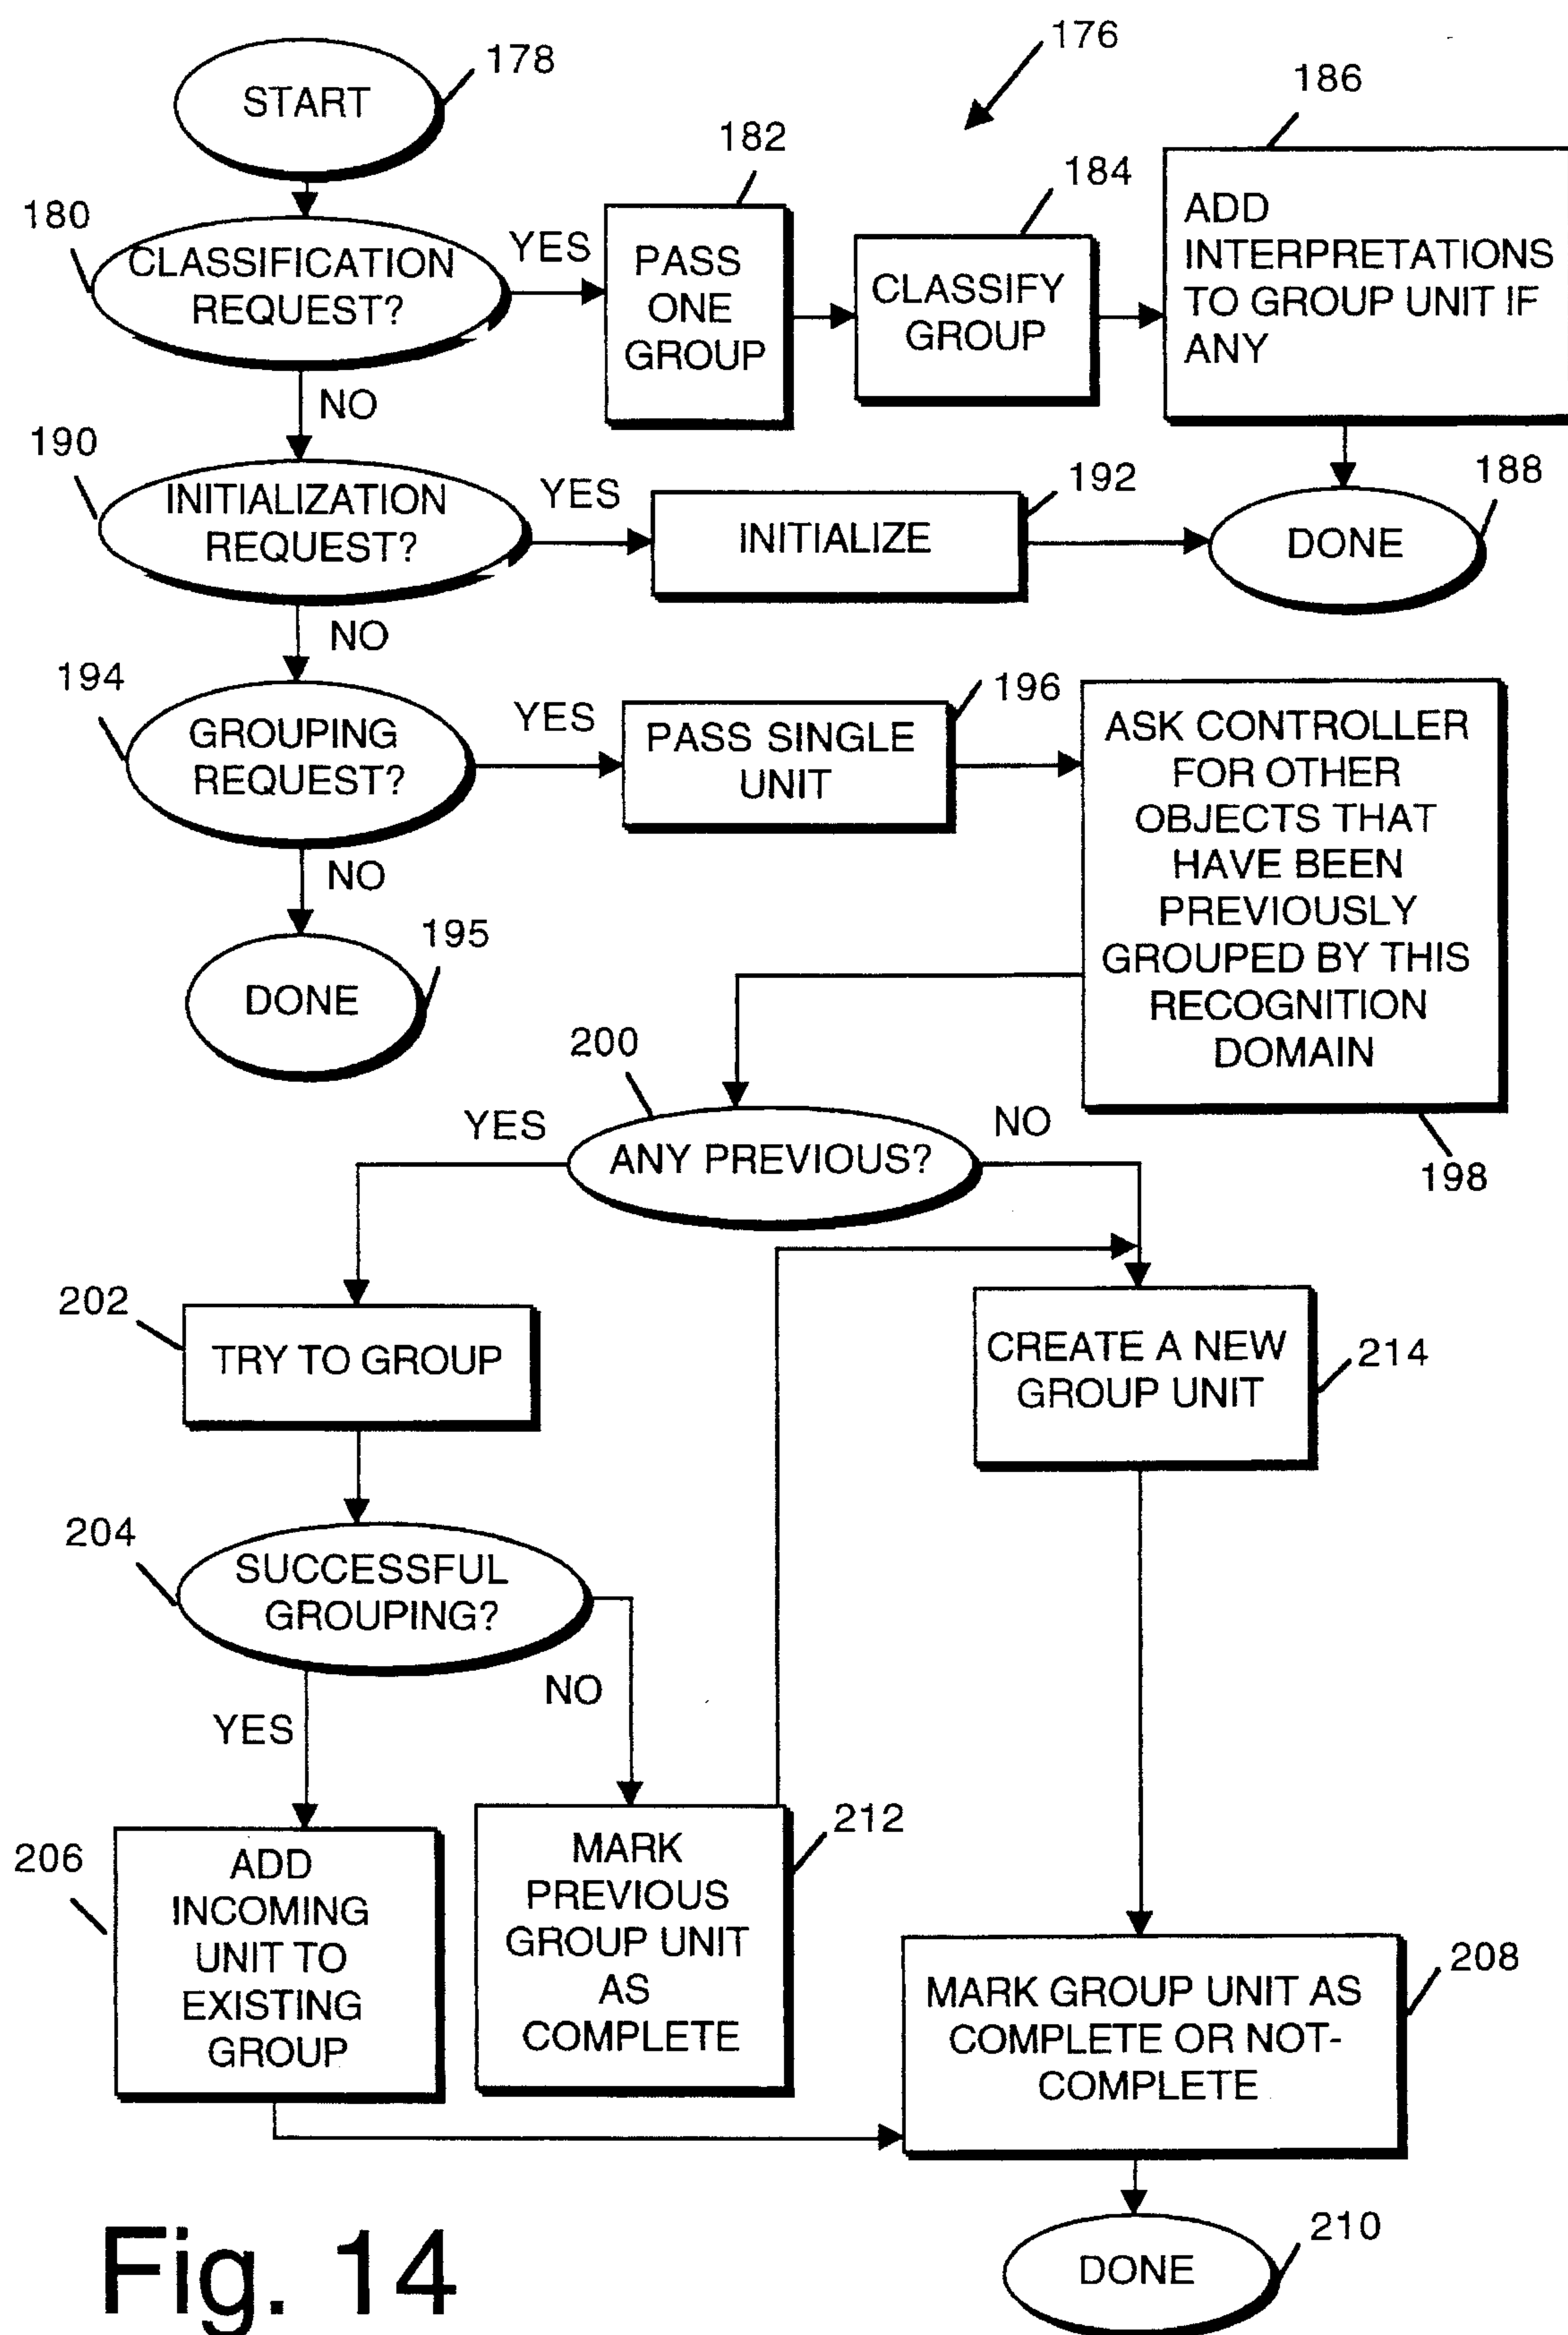 176
START
178
186
182
184
180
CLASSIFICATION
REQUEST?
YES
PASS
ONE
GROUP
CLASSIFY
GROUP
ADD
INTERPRETATIONS
TO GROUP UNIT IF
ANY
NO
190
INITIALIZATION
REQUEST?
YES
192
INITIALIZE
188
DONE
NO
194
GROUPING
REQUEST?
YES
196
PASS SINGLE
UNIT
ASK CONTROLLER
FOR OTHER
OBJECTS THAT
HAVE BEEN
PREVIOUSLY
GROUPED BY THIS
RECOGNITION
DOMAIN
198
NO
195
DONE
200
YES
ANY PREVIOUS?
NO
202
TRY TO GROUP
CREATE A NEW
GROUP UNIT
214
204
SUCCESSFUL
GROUPING?
NO
YES
206
ADD
INCOMING
UNIT TO
EXISTING
GROUP
212
MARK
PREVIOUS
GROUP UNIT
AS
COMPLETE
208
MARK GROUP UNIT AS
COMPLETE OR NOT-
COMPLETE
210
DONE
Fig. 14